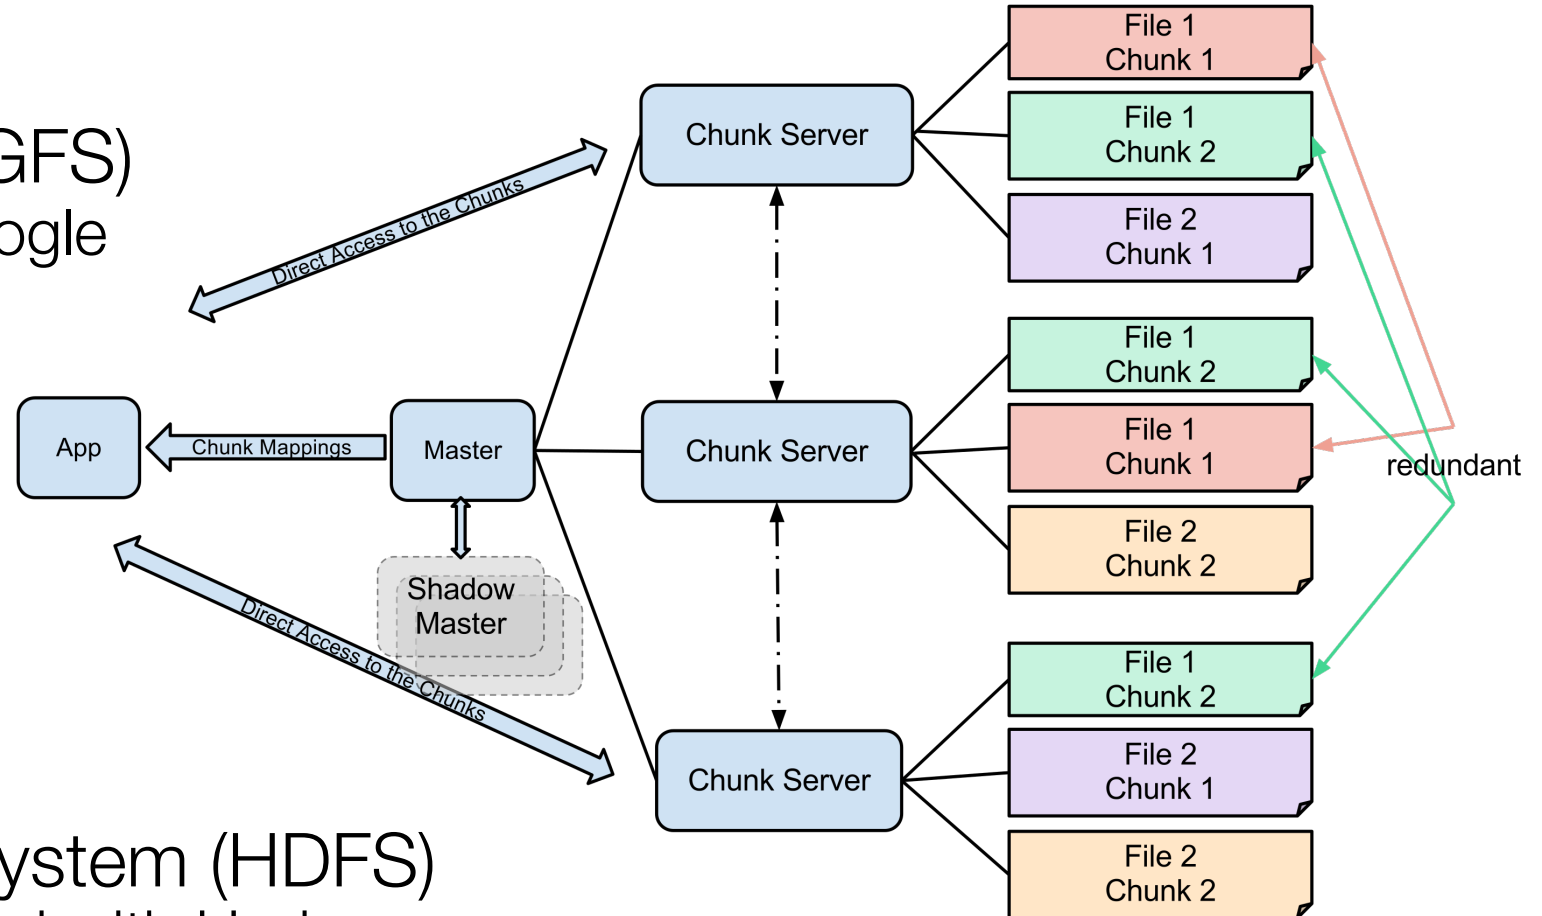 GFS)
ogle
Direct Access to the Chunks
App
Chunk Mappings
Master
Shadow
Master
Direct Access to the Chunks
Chunk Server
File 1
Chunk 1
File 1
Chunk 2
File 2
Chunk 1
Chunk Server
File 1
Chunk 2
File 1
Chunk 1
File 2
Chunk 2
redundant
Chunk Server
File 1
Chunk 2
File 2
Chunk 1
File 2
Chunk 2
ystem (HDFS)